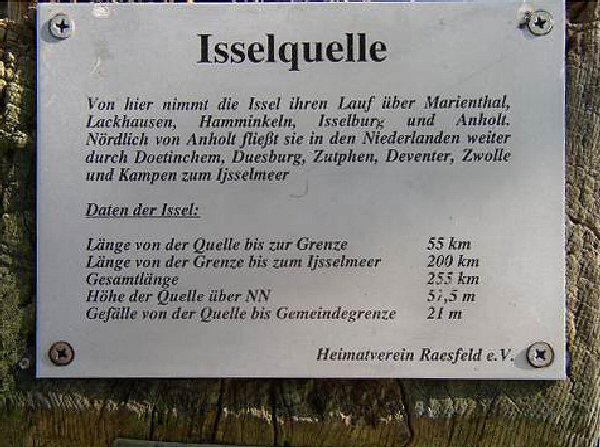 Isselquelle
Von hier nimmt die Issel ihren Lauf über Marienthal,
Lackhausen, Hamminkeln, Isselburg und Anholt.
Nördlich von Anholt fließt sie in den Niederlanden weiter
durch Doetinchem, Duesburg, Zutphen, Deventer, Zwolle
und Kampen zum Ijsselmeer
Daten der Issel:
Länge von der Quelle bis zur Grenze 55 km
Länge von der Grenze bis zum Ijsselmeer 200 km
Gesamtlänge 255 km
Höhe der Quelle über NN 57,5 m
Gefälle von der Quelle bis Gemeindegrenze 21 m
Heimatverein Raesfeld e.V.